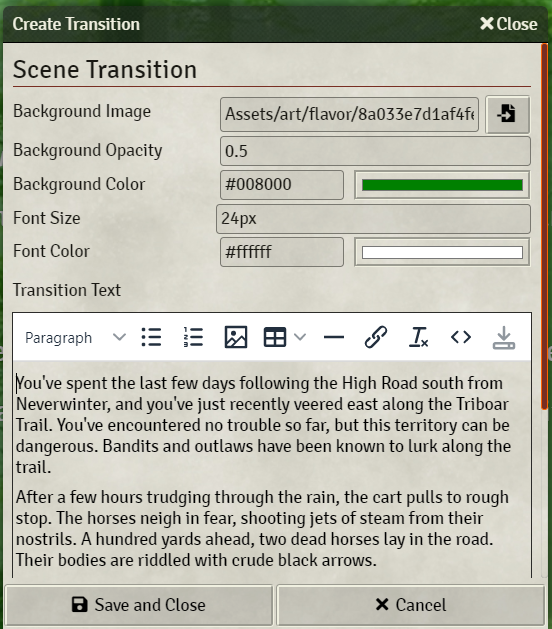 Create Transition
Close
Scene Transition
Background Image
Assets/art/flavor/8a033e7d1af4fe
Background Opacity
0.5
Background Color
#008000
Font Size
24px
Font Color
#ffffff
Transition Text
Paragraph
You've spent the last few days following the High Road south from
Neverwinter, and you've just recently veered east along the Triboar
Trail. You've encountered no trouble so far, but this territory can be
dangerous. Bandits and outlaws have been known to lurk along the
trail.
After a few hours trudging through the rain, the cart pulls to rough
stop. The horses neigh in fear, shooting jets of steam from their
nostrils. A hundred yards ahead, two dead horses lay in the road.
Their bodies are riddled with crude black arrows.
Save and Close
Cancel